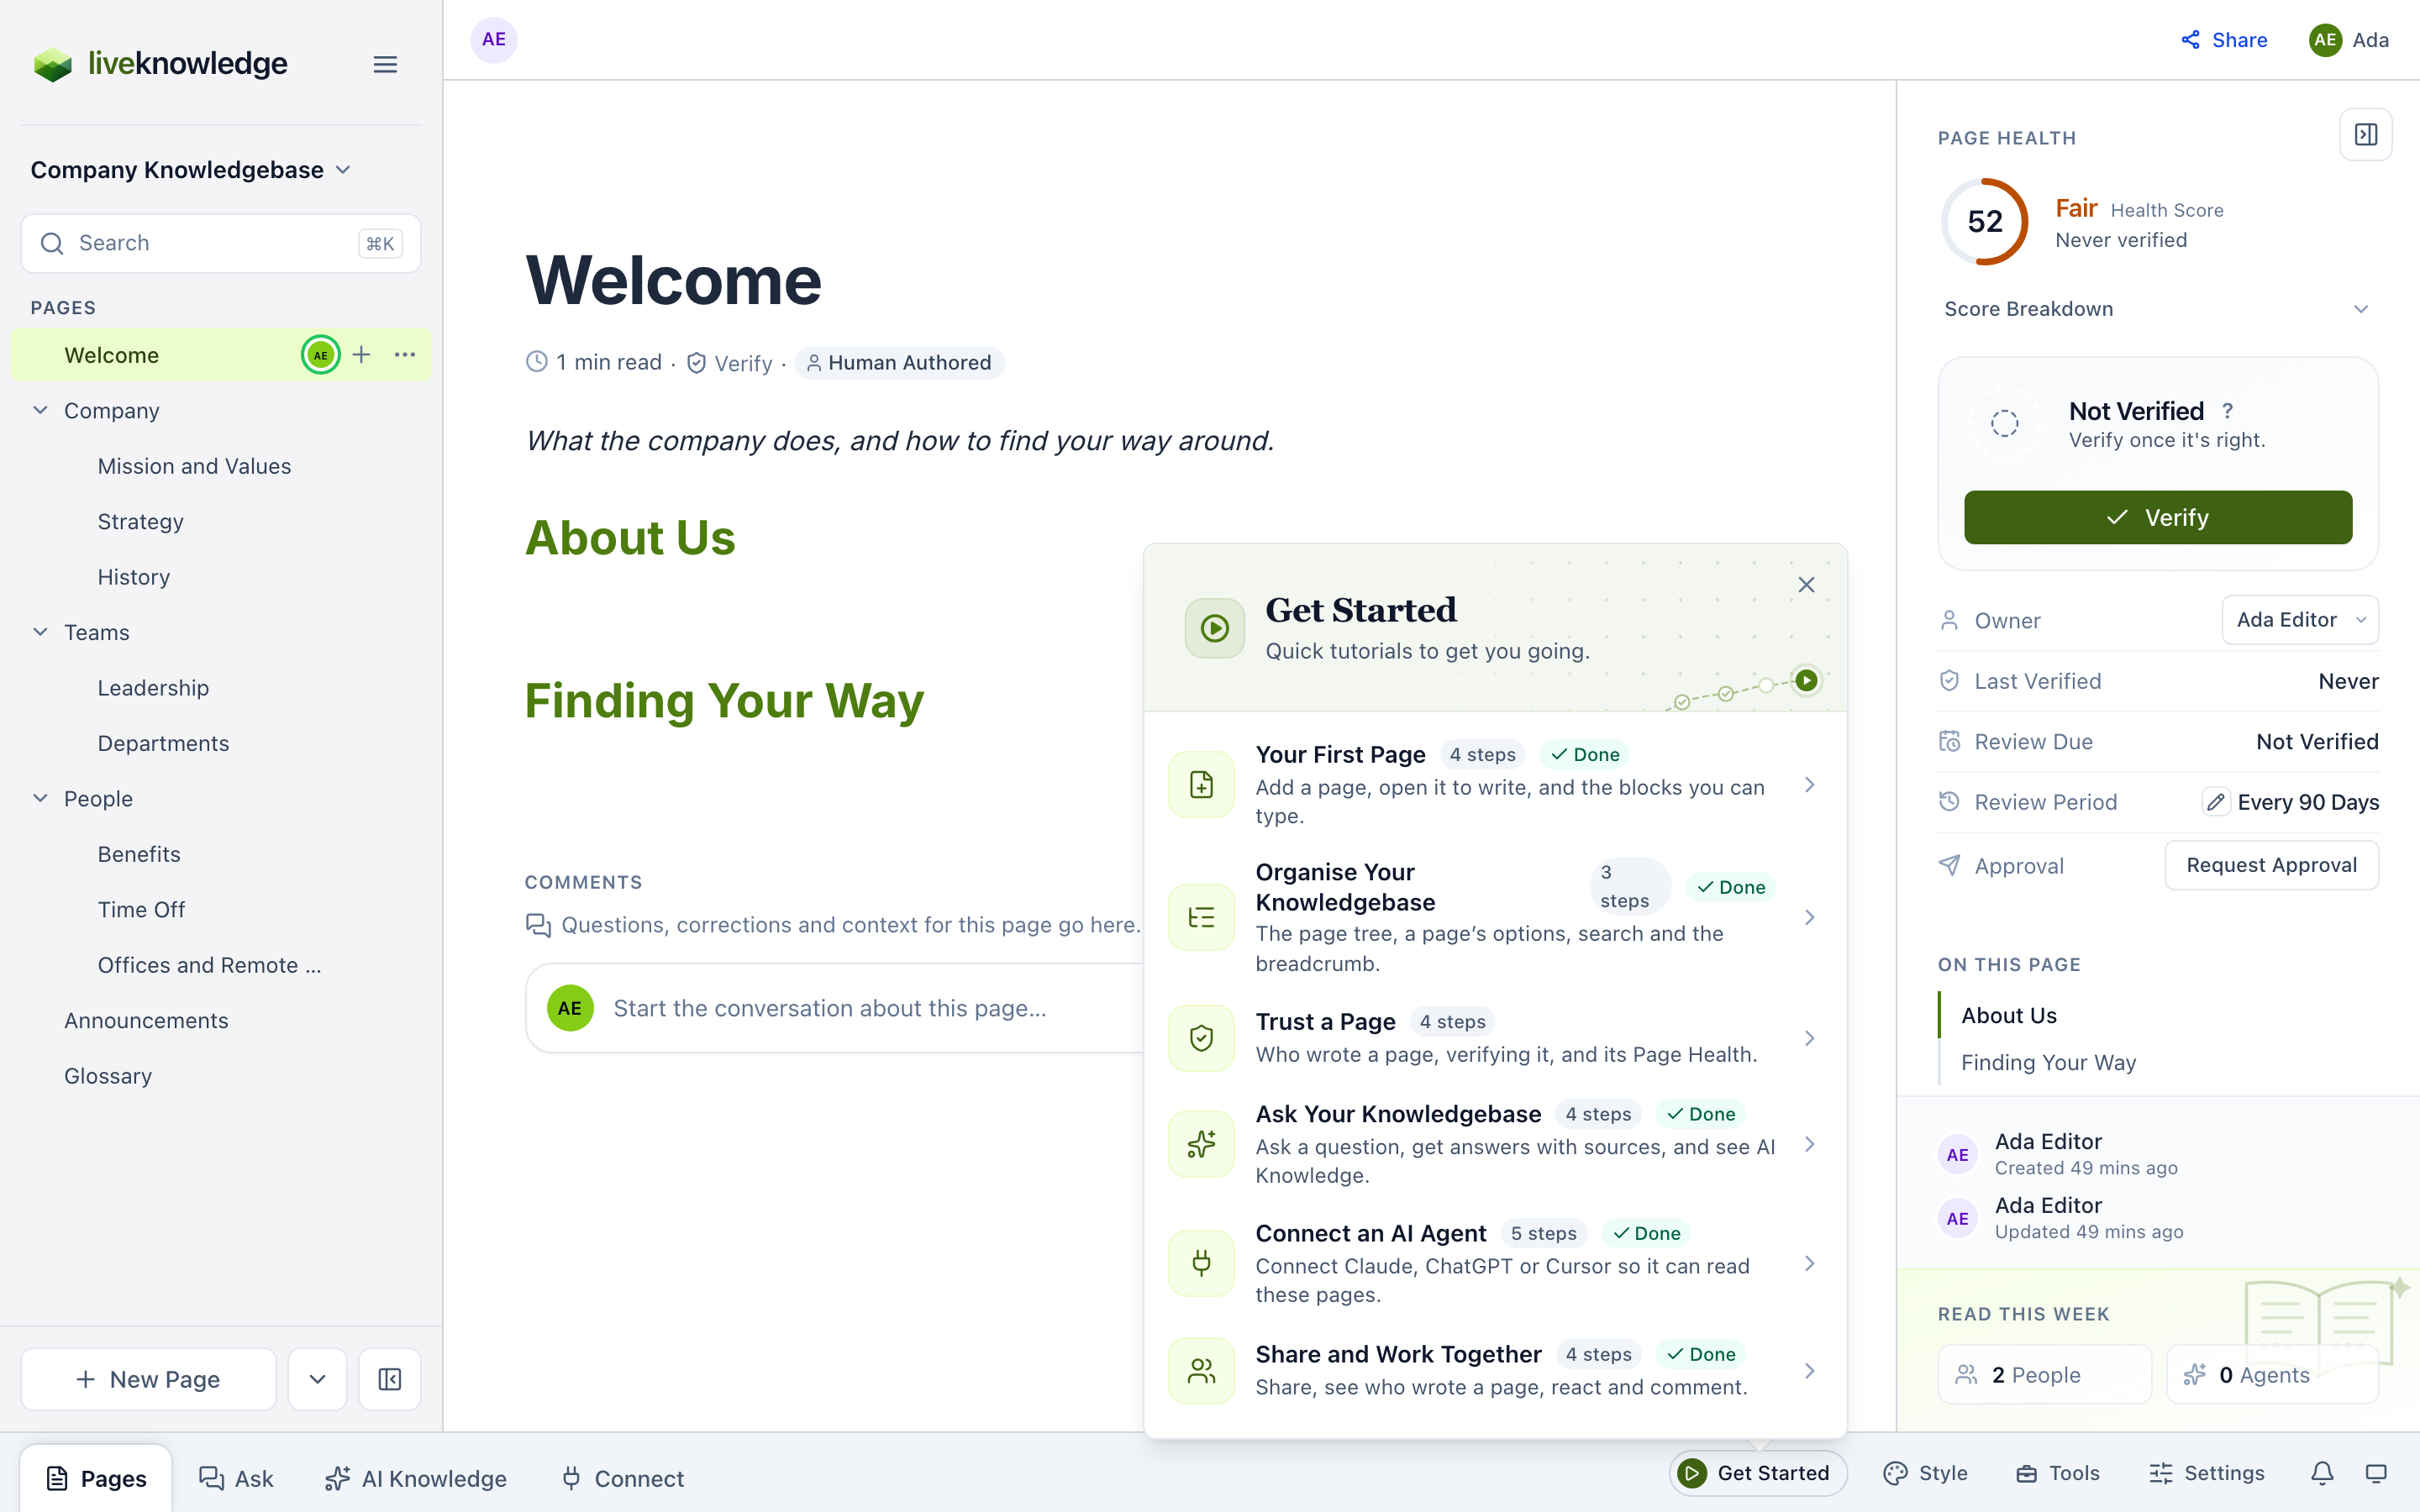 liveknowledge
Company Knowledgebase
Search
⌘K
PAGES
Welcome
AE
Company
Mission and Values
Strategy
History
Teams
Leadership
Departments
People
Benefits
Time Off
Offices and Remote ...
Announcements
Glossary
New Page
AE
Share
AE
Ada
Welcome
1 min read · Verify · Human Authored
What the company does, and how to find your way around.
About Us
Finding Your Way
COMMENTS
Questions, corrections and context for this page go here.
AE
Start the conversation about this page...
Get Started
Quick tutorials to get you going.
Your First Page 4 steps Done
Add a page, open it to write, and the blocks you can
type.
Organise Your
Knowledgebase
3
steps
Done
The page tree, a page’s options, search and the
breadcrumb.
Trust a Page 4 steps
Who wrote a page, verifying it, and its Page Health.
Ask Your Knowledgebase 4 steps Done
Ask a question, get answers with sources, and see AI
Knowledge.
Connect an AI Agent 5 steps Done
Connect Claude, ChatGPT or Cursor so it can read
these pages.
Share and Work Together 4 steps Done
Share, see who wrote a page, react and comment.
PAGE HEALTH
52
Fair Health Score
Never verified
Score Breakdown
Not Verified ?
Verify once it's right.
Verify
Owner Ada Editor
Last Verified Never
Review Due Not Verified
Review Period Every 90 Days
Approval Request Approval
ON THIS PAGE
About Us
Finding Your Way
AE
Ada Editor
Created 49 mins ago
AE
Ada Editor
Updated 49 mins ago
READ THIS WEEK
2 People
0 Agents
Pages
Ask
AI Knowledge
Connect
Get Started
Style
Tools
Settings